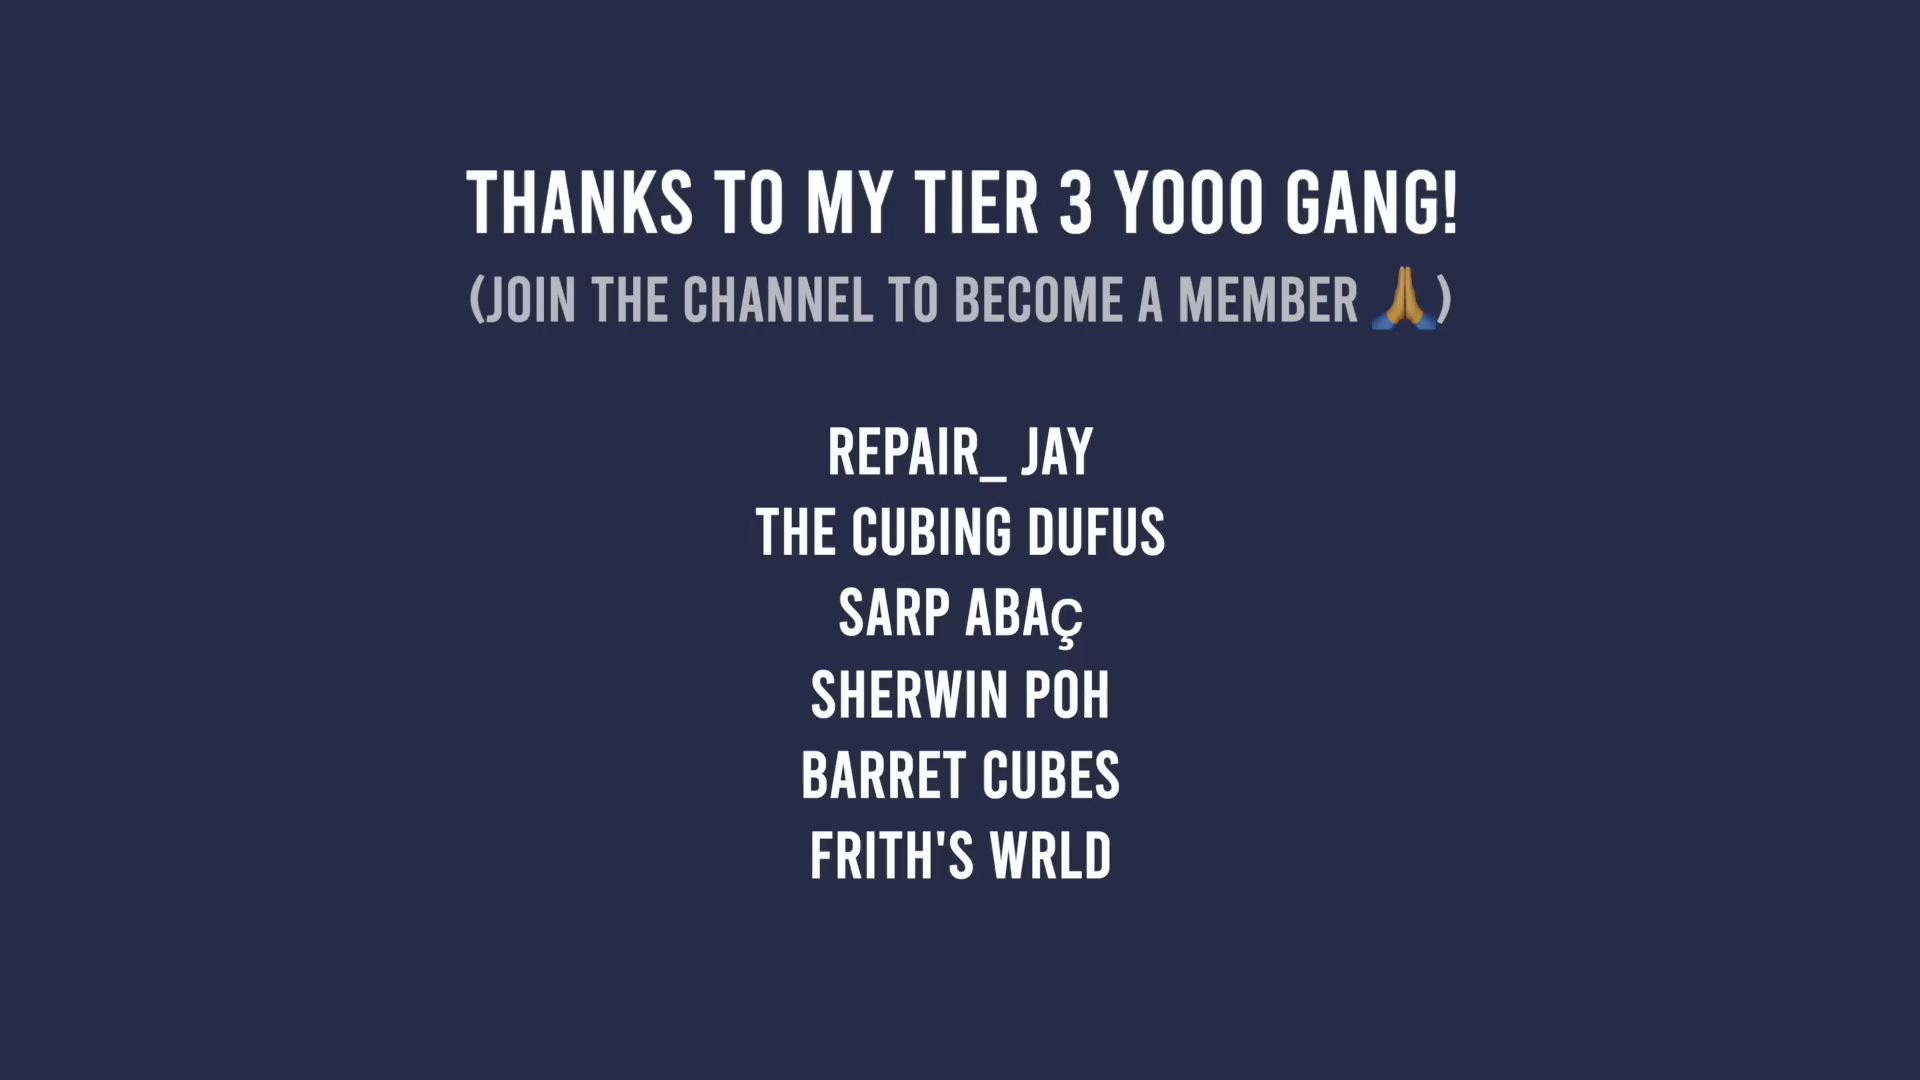 THANKS TO MY TIER 3 YOOO GANG!
(JOIN THE CHANNEL TO BECOME A MEMBER 🙏)
REPAIR_ JAY
THE CUBING DUFUS
SARP ABAÇ
SHERWIN POH
BARRET CUBES
FRITH'S WRLD